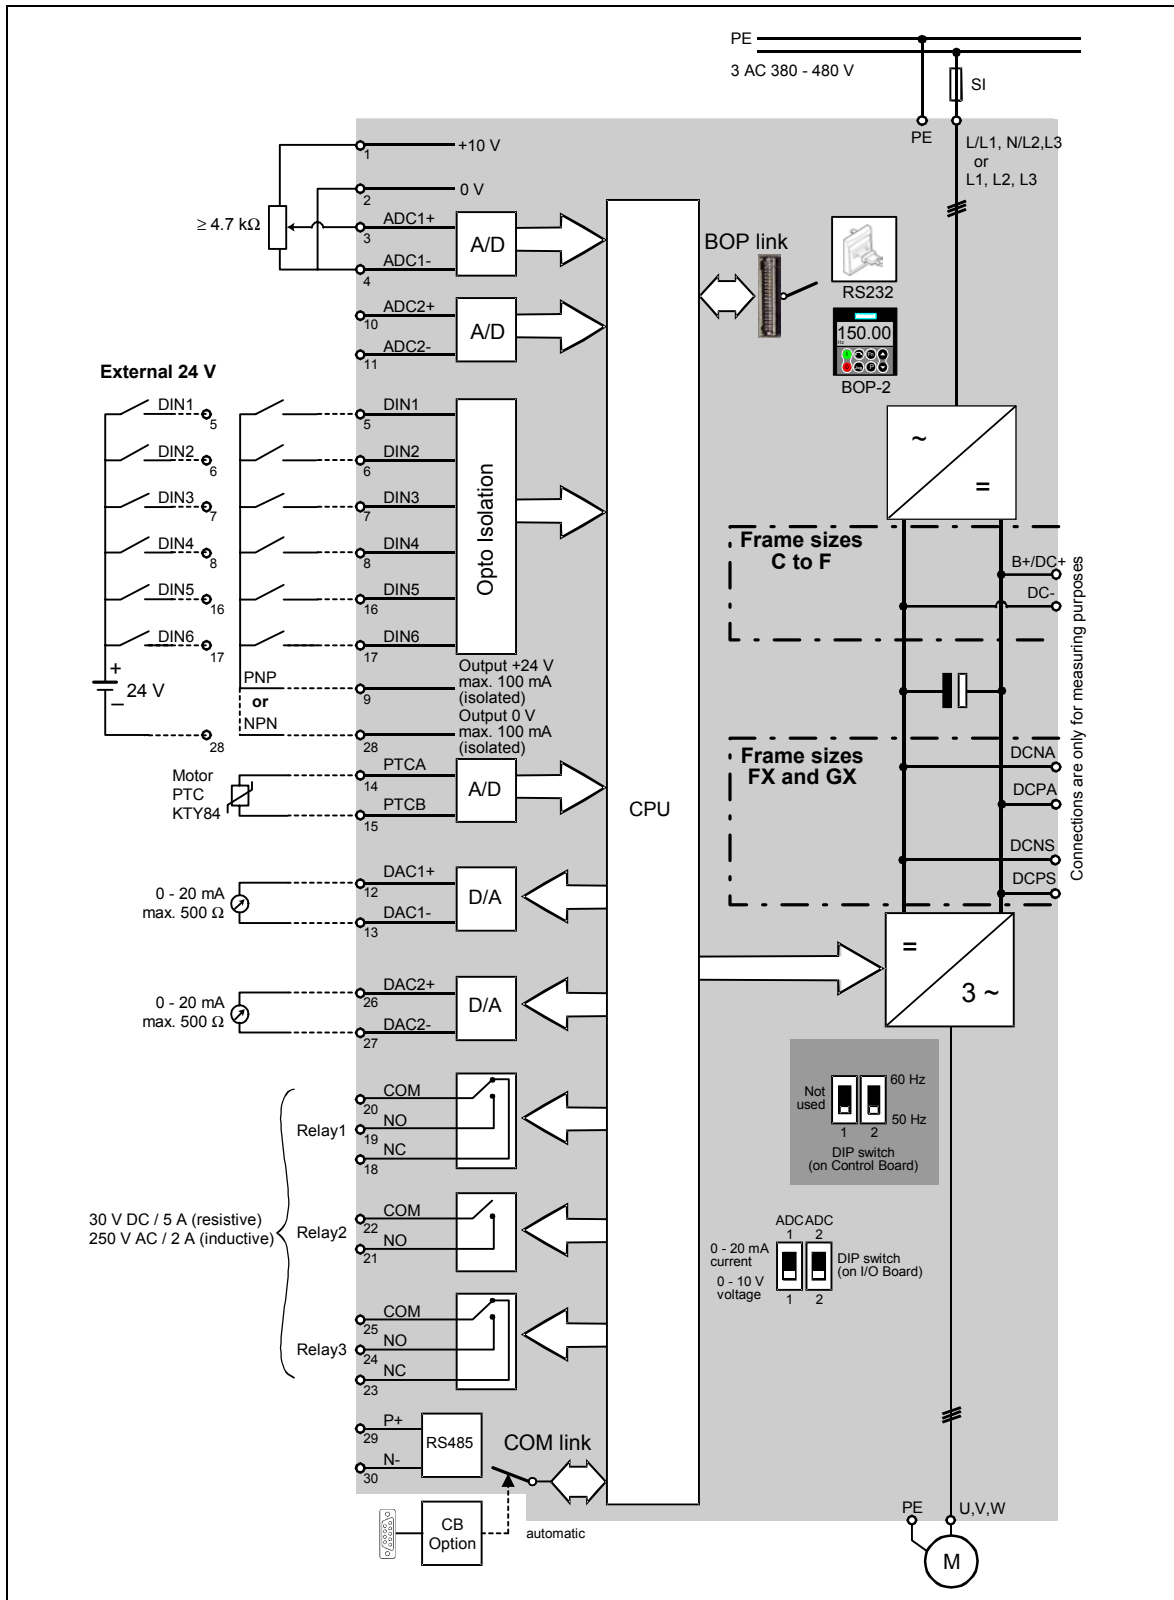 PE
3 AC 380 - 480 V
SI
PE
L/L1, N/L2,L3
or
L1, L2, L3
1
+10 V
2
0 V
≥ 4.7 kΩ
3
ADC1+
4
ADC1-
A/D
10
ADC2+
11
ADC2-
A/D
BOP link
RS232
150.00
Hz
BOP-2
External 24 V
DIN1
5
DIN2
6
DIN3
7
DIN4
8
DIN5
16
DIN6
17
+
24 V
–
28
DIN1
5
DIN2
6
DIN3
7
DIN4
8
DIN5
16
DIN6
17
Opto Isolation
PNP
or
NPN
9
Output +24 V
max. 100 mA
(isolated)
28
Output 0 V
max. 100 mA
(isolated)
Motor
PTC
KTY84
PTCA
14
PTCB
15
A/D
CPU
~
=
Frame sizes
C to F
B+/DC+
DC-
Frame sizes
FX and GX
DCNA
DCPA
DCNS
DCPS
Connections are only for measuring purposes
=
3 ~
0 - 20 mA
max. 500 Ω
DAC1+
12
DAC1-
13
D/A
0 - 20 mA
max. 500 Ω
DAC2+
26
DAC2-
27
D/A
Not
used
60 Hz
50 Hz
1 2
DIP switch
(on Control Board)
30 V DC / 5 A (resistive)
250 V AC / 2 A (inductive)
Relay1
COM
20
NO
19
NC
18
Relay2
COM
22
NO
21
Relay3
COM
25
NO
24
NC
23
ADC ADC
1 2
0 - 20 mA
current
0 - 10 V
voltage
1 2
DIP switch
(on I/O Board)
P+
29
N-
30
RS485
COM link
CB
Option
automatic
PE
U,V,W
M